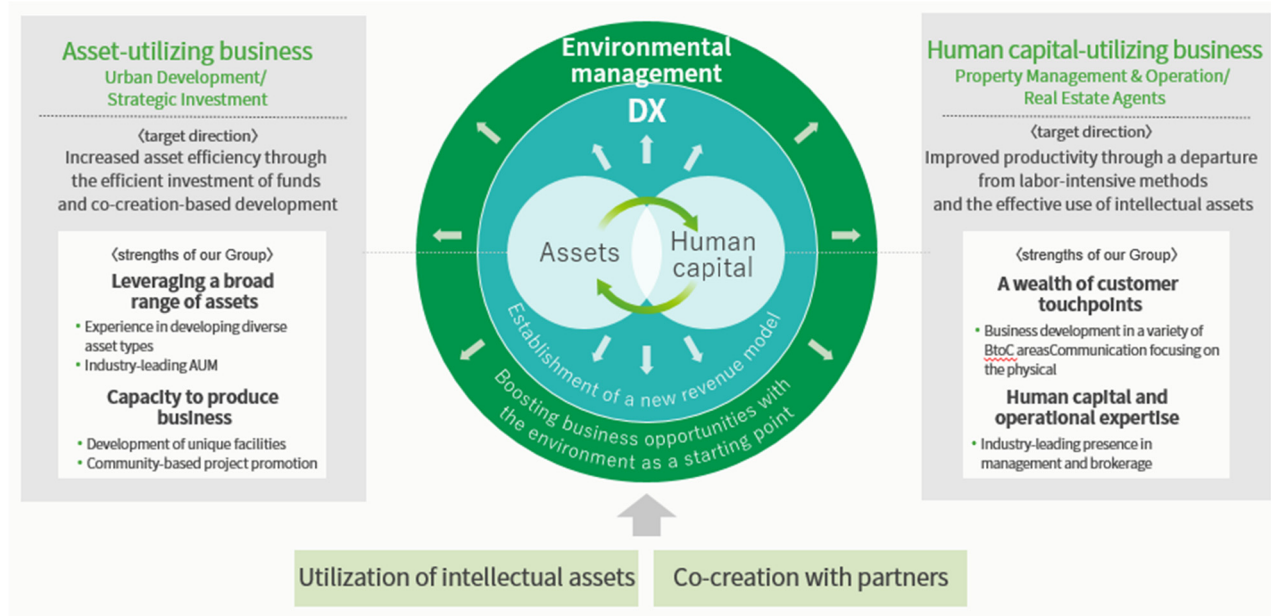 Asset-utilizing business
Urban Development/
Strategic Investment
〈target direction〉
Increased asset efficiency through
the efficient investment of funds
and co-creation-based development
〈strengths of our Group〉
Leveraging a broad
range of assets
• Experience in developing diverse
asset types
• Industry-leading AUM
Capacity to produce
business
• Development of unique facilities
• Community-based project promotion
Environmental
management
DX
Assets
Human
capital
Establishment of a new revenue model
Boosting business opportunities with
the environment as a starting point
Human capital-utilizing business
Property Management & Operation/
Real Estate Agents
〈target direction〉
Improved productivity through a departure
from labor-intensive methods
and the effective use of intellectual assets
〈strengths of our Group〉
A wealth of customer
touchpoints
• Business development in a variety of
BtoC areasCommunication focusing on
the physical
Human capital and
operational expertise
• Industry-leading presence in
management and brokerage
Utilization of intellectual assets
Co-creation with partners